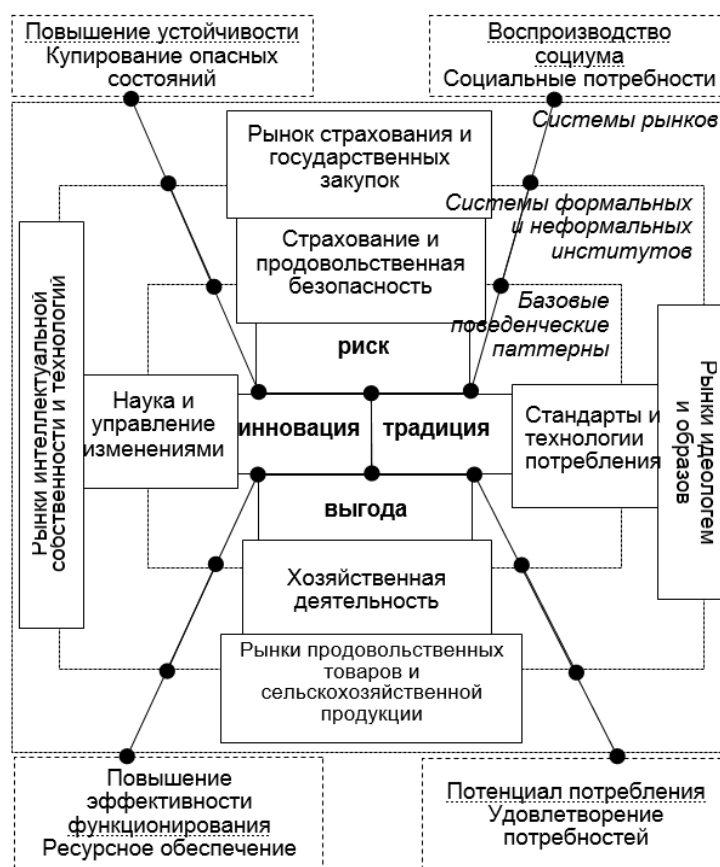 Повышение устойчивости
Купирование опасных
состояний
Воспроизводство
социума
Социальные потребности
Системы рынков
Рынок страхования и
государственных
закупок
Системы формальных
и неформальных
институтов
Страхование и
продовольственная
безопасность
Базовые
поведенческие
паттерны
риск
Рынки интеллектуальной
собственности и технологии
Наука и
управление
изменениями
инновация
традиция
Стандарты и
технологии
потребления
Рынки идеологем
и образов
выгода
Хозяйственная
деятельность
Рынки продовольственных
товаров и
сельскохозяйственной
продукции
Повышение
эффективности
функционирования
Ресурсное обеспечение
Потенциал потребления
Удовлетворение
потребностей